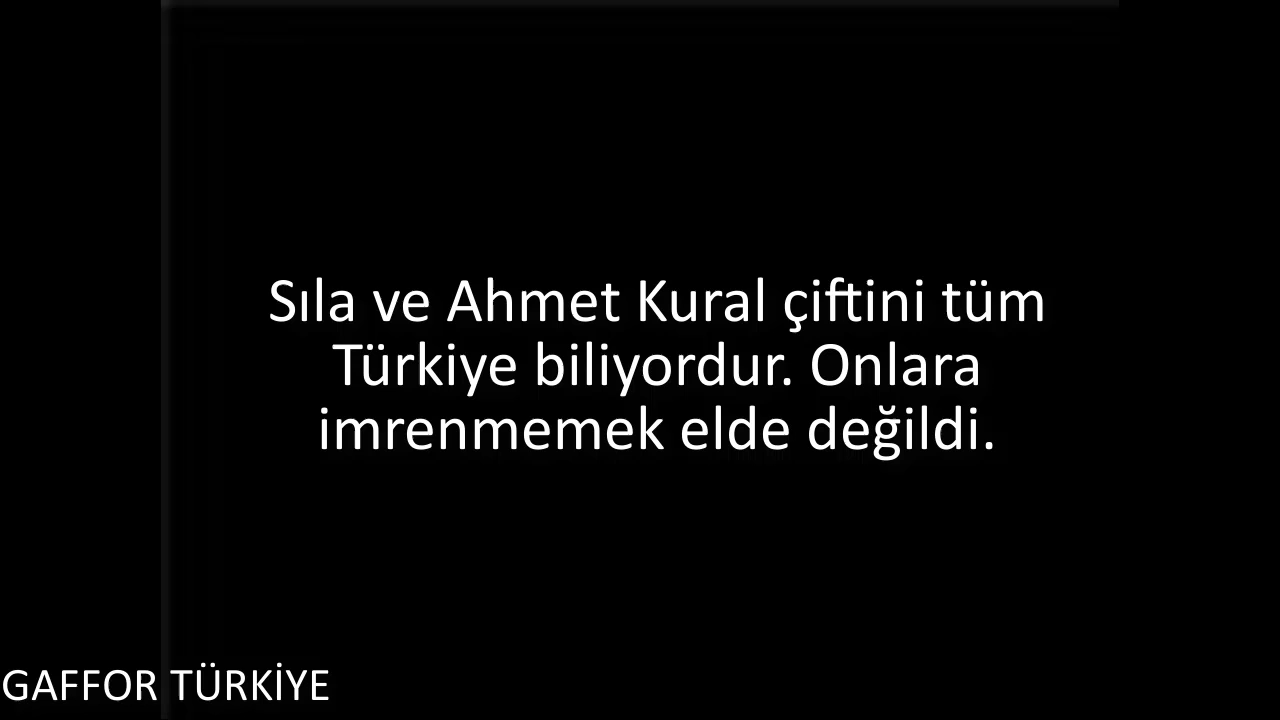 Sıla ve Ahmet Kural çiftini tüm
Türkiye biliyordur. Onlara
imrenmemek elde değildi.
GAFFOR TÜRKİYE